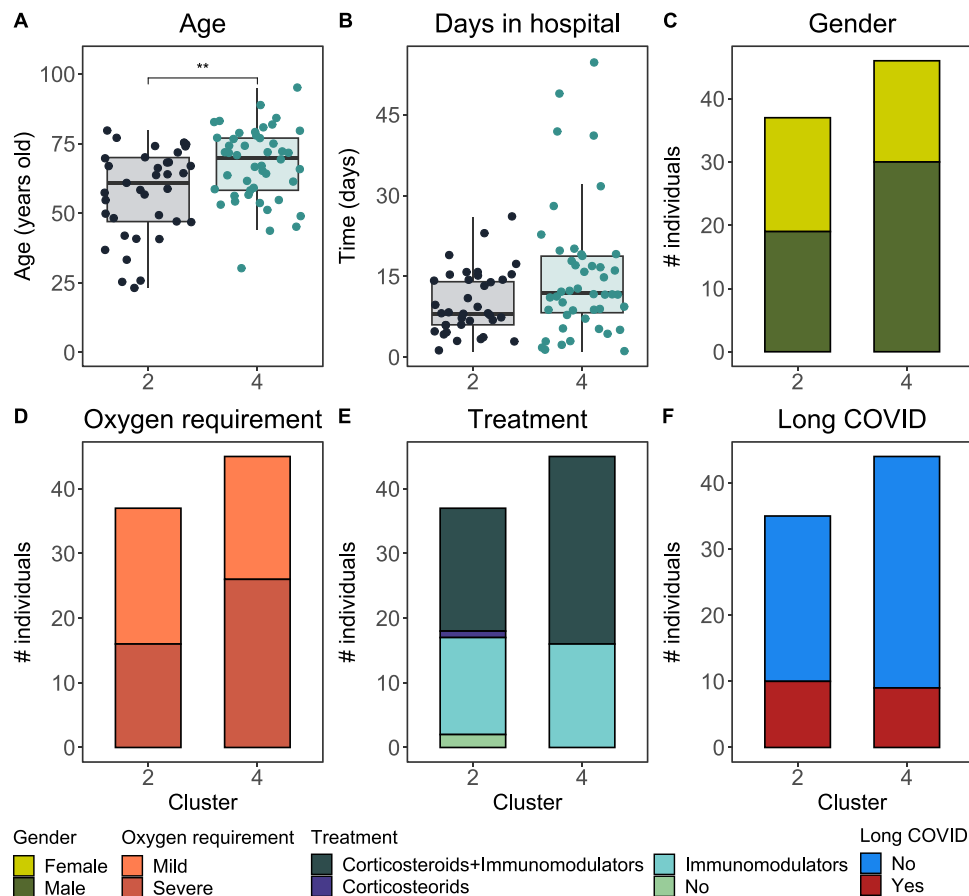 A Age
B Days in hospital
C Gender
**
Age (years old)
100
75
50
25
0
2 4
Time (days)
45
30
15
0
2 4
# individuals
40
30
20
10
0
2 4
D Oxygen requirement
E Treatment
F Long COVID
# individuals
40
30
20
10
0
2 4
Cluster
# individuals
40
30
20
10
0
2 4
Cluster
# individuals
40
30
20
10
0
2 4
Cluster
Gender
Female
Male
Oxygen requirement
Mild
Severe
Treatment
Corticosteroids+Immunomodulators
Corticosteorids
Immunomodulators
No
Long COVID
No
Yes